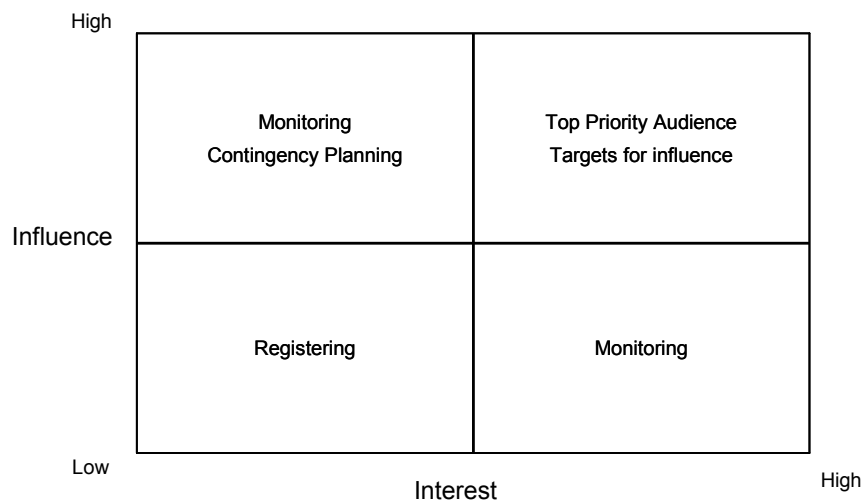 High
Monitoring
Contingency Planning
Top Priority Audience
Targets for influence
Influence
Registering
Monitoring
Low
Interest
High